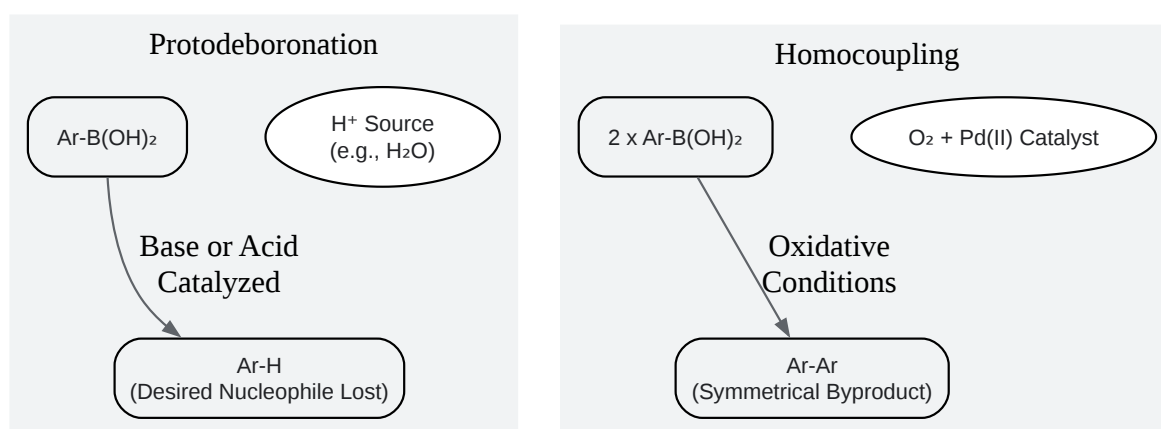 Protodeboronation
Ar-B(OH)₂
H⁺ Source
(e.g., H₂O)
Base or Acid
Catalyzed
Ar-H
(Desired Nucleophile Lost)
Homocoupling
2 x Ar-B(OH)₂
O₂ + Pd(II) Catalyst
Oxidative
Conditions
Ar-Ar
(Symmetrical Byproduct)